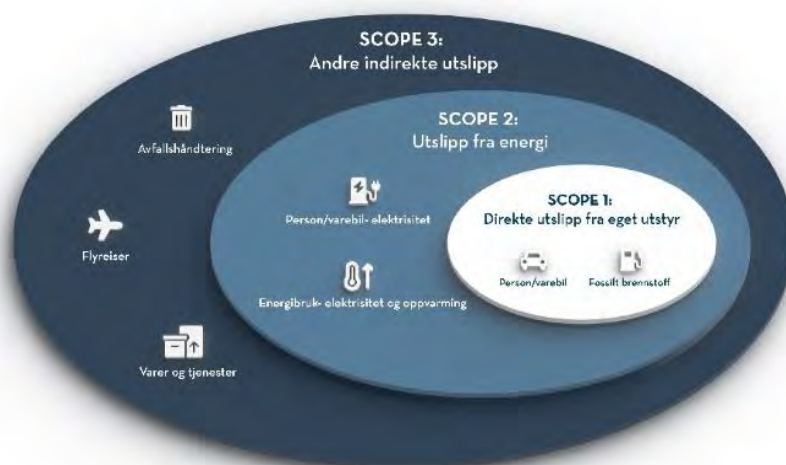 SCOPE 3:
Andre indirekte utslipp
Avfallshåndtering
SCOPE 2:
Utslipp fra energi
Person/varebil- elektrisitet
SCOPE 1:
Direkte utslipp fra eget utstyr
Flyreiser
Person/varebil
Fossilt brennstoff
Energibruk- elektrisitet og oppvarming
Varer og tjenester